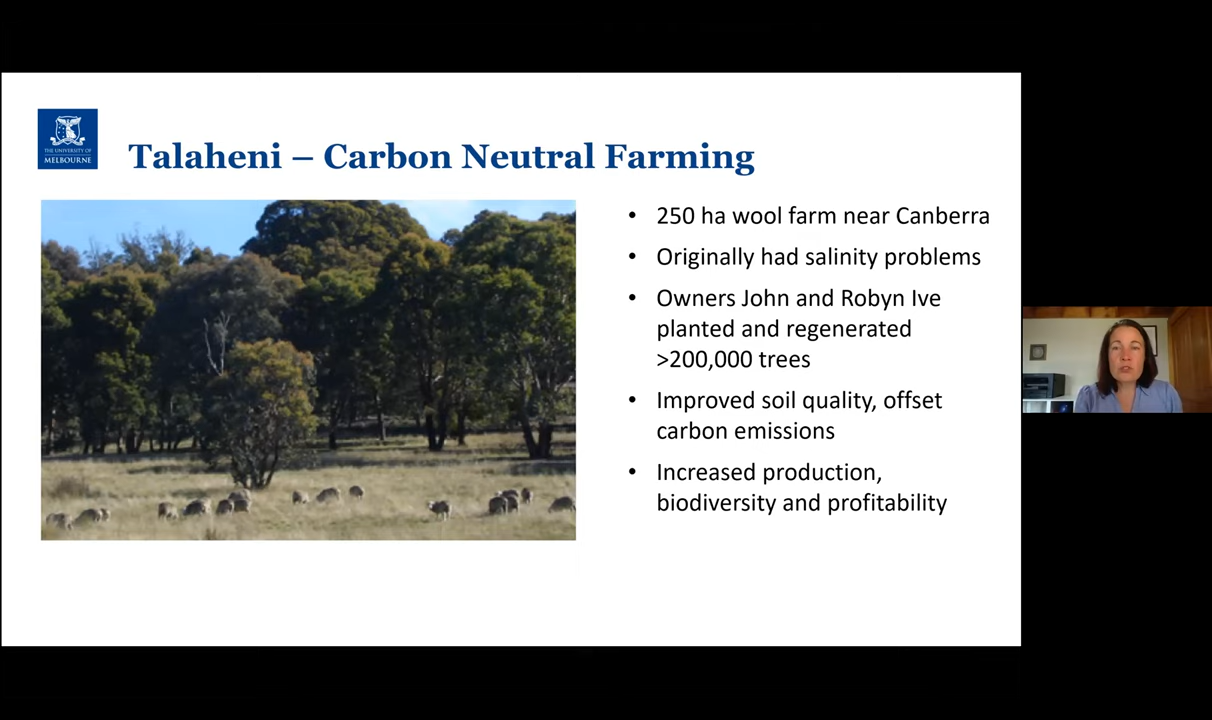 THE UNIVERSITY OF
MELBOURNE
Talaheni – Carbon Neutral Farming
• 250 ha wool farm near Canberra
• Originally had salinity problems
• Owners John and Robyn Ive
planted and regenerated
>200,000 trees
• Improved soil quality, offset
carbon emissions
• Increased production,
biodiversity and profitability